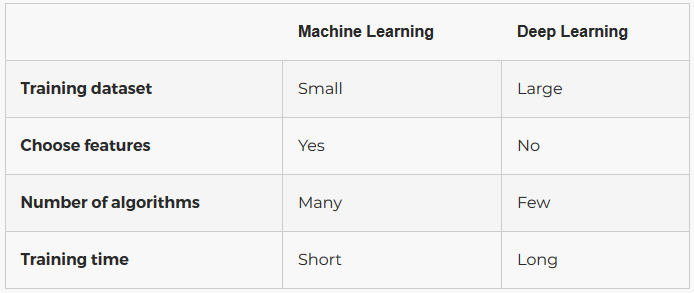 Machine Learning Deep Learning
Training dataset Small Large
Choose features Yes No
Number of algorithms Many Few
Training time Short Long